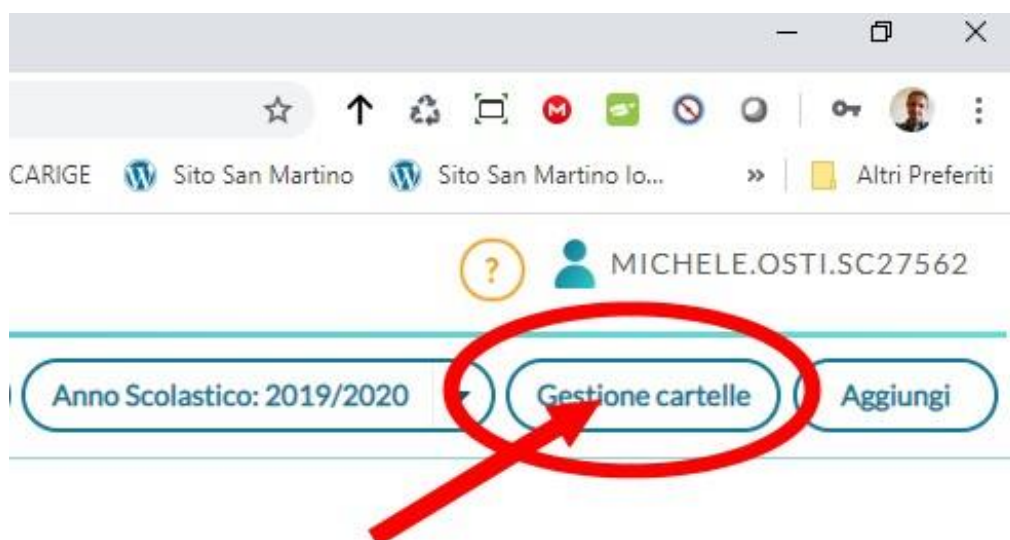 CARIGE Sito San Martino Sito San Martino lo... » Altri Preferiti
? MICHELE.OSTI.SC27562
Anno Scolastico: 2019/2020 Gestione cartelle Aggiungi